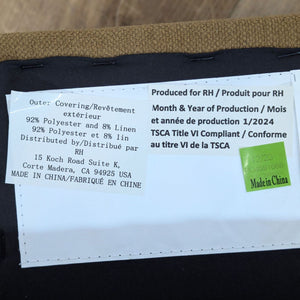 Outer Covering/Revêtement
extérieur
92% Polyester and 8% Linen
92% Polyester et 8% lin
Distributed by/Distribué par
RH
15 Koch Road Suite K,
Corte Madera, CA 94925 USA
MADE IN CHINA/FABRIQUÉ EN CHINE
Produced for RH / Produit pour RH
Month & Year of Production / Mois
et année de production 1/2024
TSCA Title VI Compliant / Conforme
au titre VI de la TSCA
Made in China